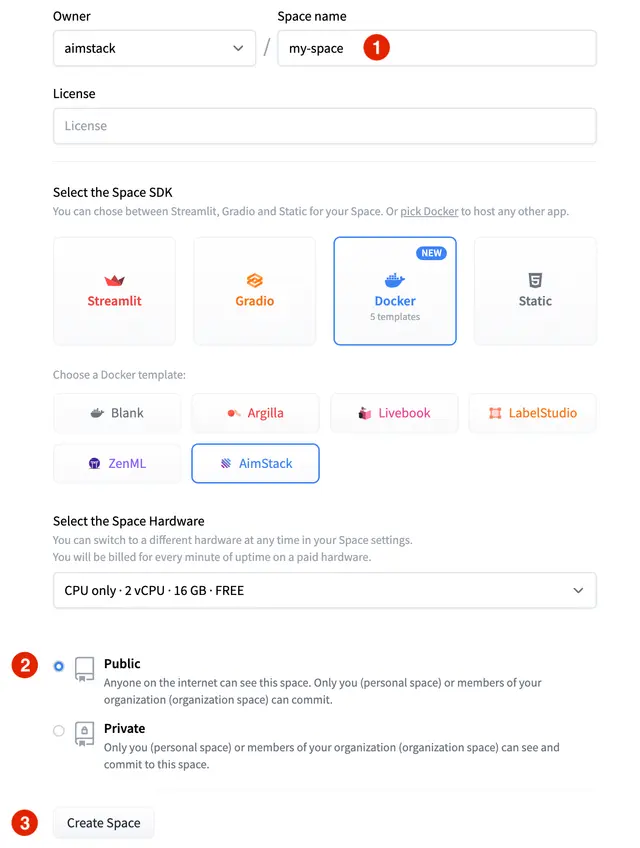 Owner
Space name
aimstack
/
my-space
1
License
License
Select the Space SDK
You can chose between Streamlit, Gradio and Static for your Space. Or pick Docker to host any other app.
Streamlit
Gradio
NEW
Docker
5 templates
5
Static
Choose a Docker template:
Blank
Argilla
Livebook
LabelStudio
ZenML
AimStack
Select the Space Hardware
You can switch to a different hardware at any time in your Space settings.
You will be billed for every minute of uptime on a paid hardware.
CPU only · 2 vCPU · 16 GB · FREE
2
Public
Anyone on the internet can see this space. Only you (personal space) or members of your
organization (organization space) can commit.
Private
Only you (personal space) or members of your organization (organization space) can see and
commit to this space.
3
Create Space